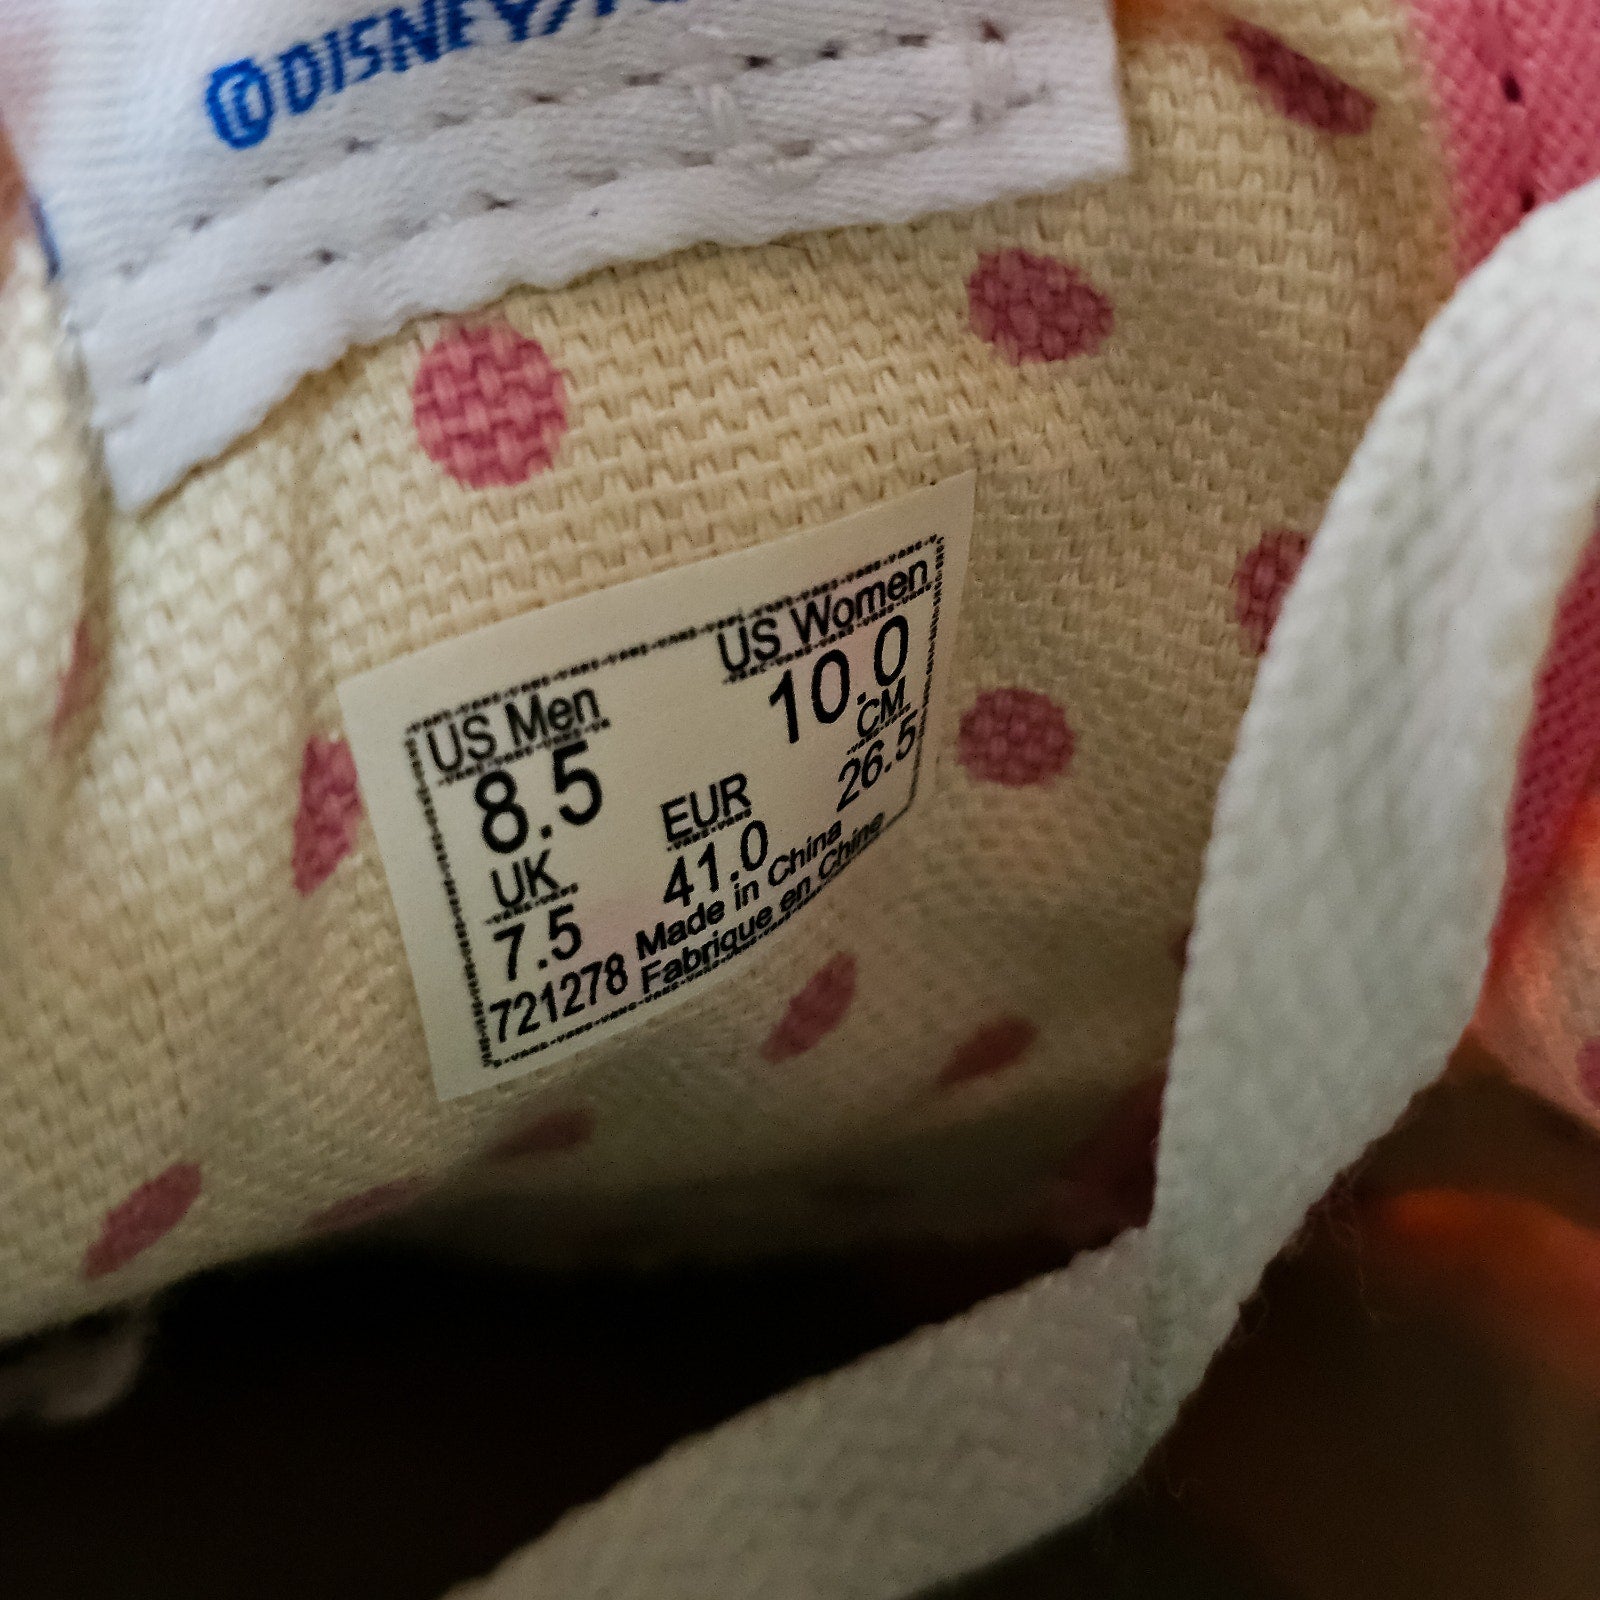 ©DISNEY/
US Men US Women
8.5 10.0
UK EUR CM
7.5 41.0 26.5
721278 Made in China
Fabrique en Chine